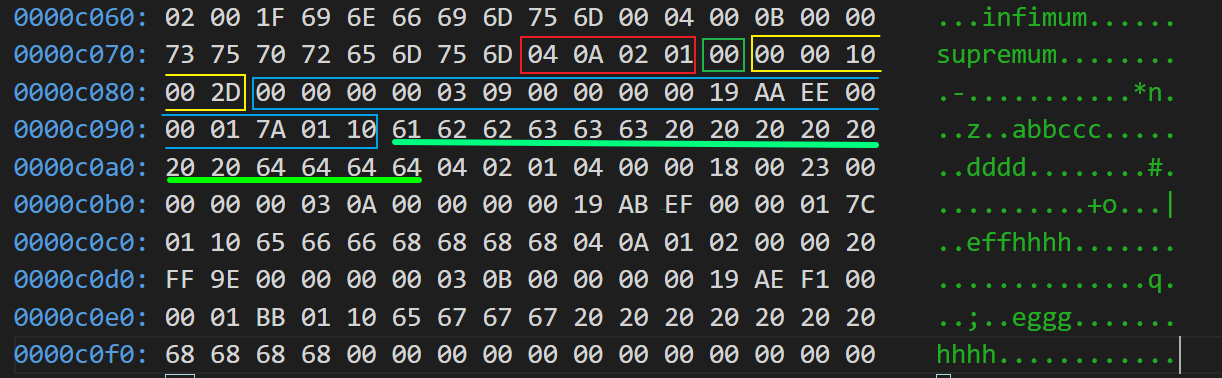 0000c060: 02 00 1F 69 6E 66 69 6D 75 6D 00 04 00 0B 00 00 ...infimum......
0000c070: 73 75 70 72 65 6D 75 6D 04 0A 02 01 00 00 00 10 supremum........
0000c080: 00 2D 00 00 00 00 03 09 00 00 00 00 19 AA EE 00 .-...........*n.
0000c090: 00 01 7A 01 10 61 62 62 63 63 63 20 20 20 20 20 ..z..abbccc.....
0000c0a0: 20 20 64 64 64 64 04 02 01 04 00 00 18 00 23 00 ..dddd........#.
0000c0b0: 00 00 00 03 0A 00 00 00 00 19 AB EF 00 00 01 7C ..........+o...|
0000c0c0: 01 10 65 66 66 68 68 68 68 04 0A 01 02 00 00 20 ..effhhhh.......
0000c0d0: FF 9E 00 00 00 00 03 0B 00 00 00 00 19 AE F1 00 ..............q.
0000c0e0: 00 01 BB 01 10 65 67 67 67 20 20 20 20 20 20 20 ..;..eggg.......
0000c0f0: 68 68 68 68 00 00 00 00 00 00 00 00 00 00 00 00 hhhh............